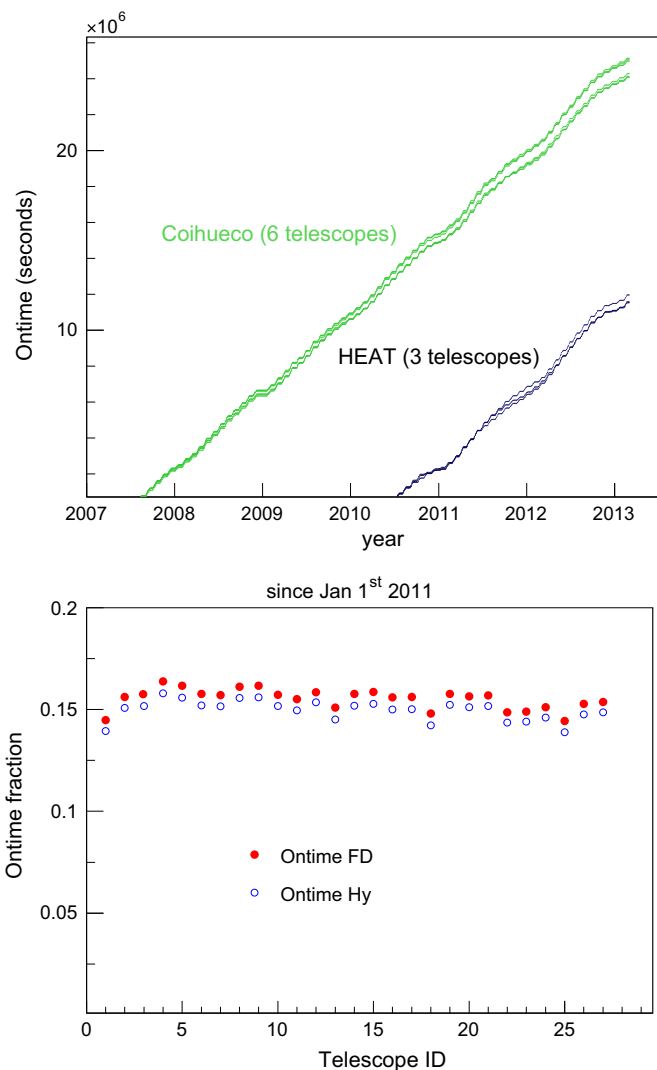 ×10⁶
20
10
Ontime (seconds)
Coihueco (6 telescopes)
HEAT (3 telescopes)
2007 2008 2009 2010 2011 2012 2013
year
since Jan 1ˢᵗ 2011
0.2
0.15
0.1
0.05
Ontime fraction
Ontime FD
Ontime Hy
0 5 10 15 20 25
Telescope ID